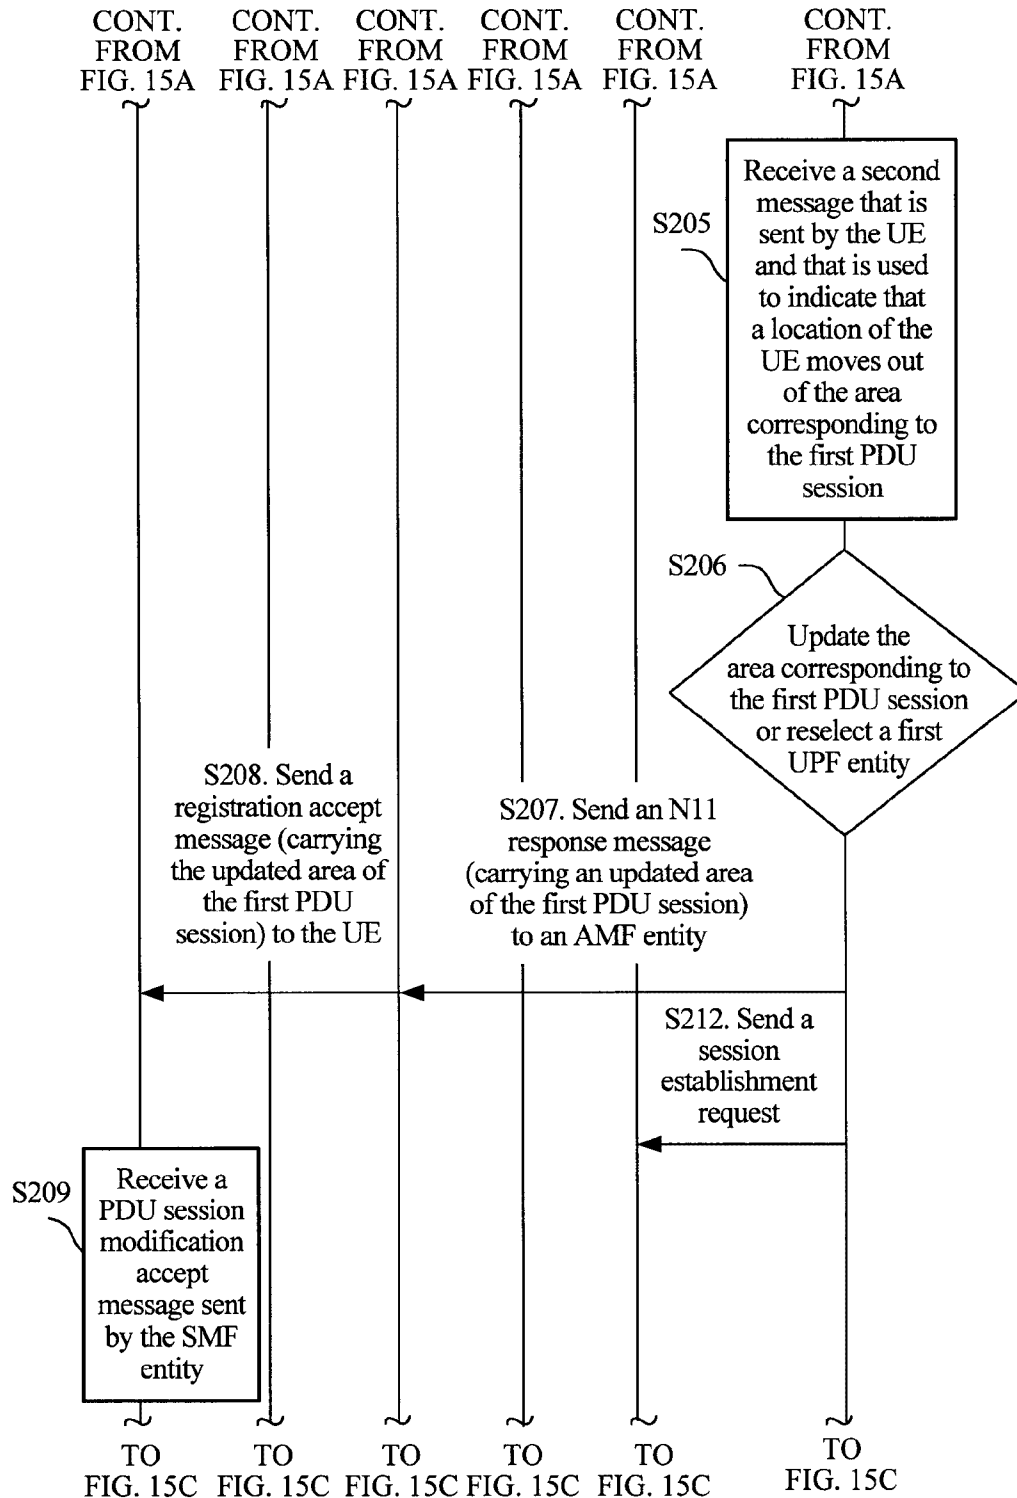 CONT. FROM FIG. 15A
CONT. FROM FIG. 15A
CONT. FROM FIG. 15A
CONT. FROM FIG. 15A
CONT. FROM FIG. 15A
CONT. FROM FIG. 15A
S205
Receive a second
message that is
sent by the UE
and that is used
to indicate that
a location of the
UE moves out
of the area
corresponding to
the first PDU
session
S206
Update the
area corresponding to
the first PDU session
or reselect a first
UPF entity
S208. Send a
registration accept
message (carrying
the updated area of
the first PDU
session) to the UE
S207. Send an N11
response message
(carrying an updated area
of the first PDU session)
to an AMF entity
S212. Send a
session
establishment
request
S209
Receive a
PDU session
modification
accept
message sent
by the SMF
entity
TO FIG. 15C
TO FIG. 15C
TO FIG. 15C
TO FIG. 15C
TO FIG. 15C
TO FIG. 15C